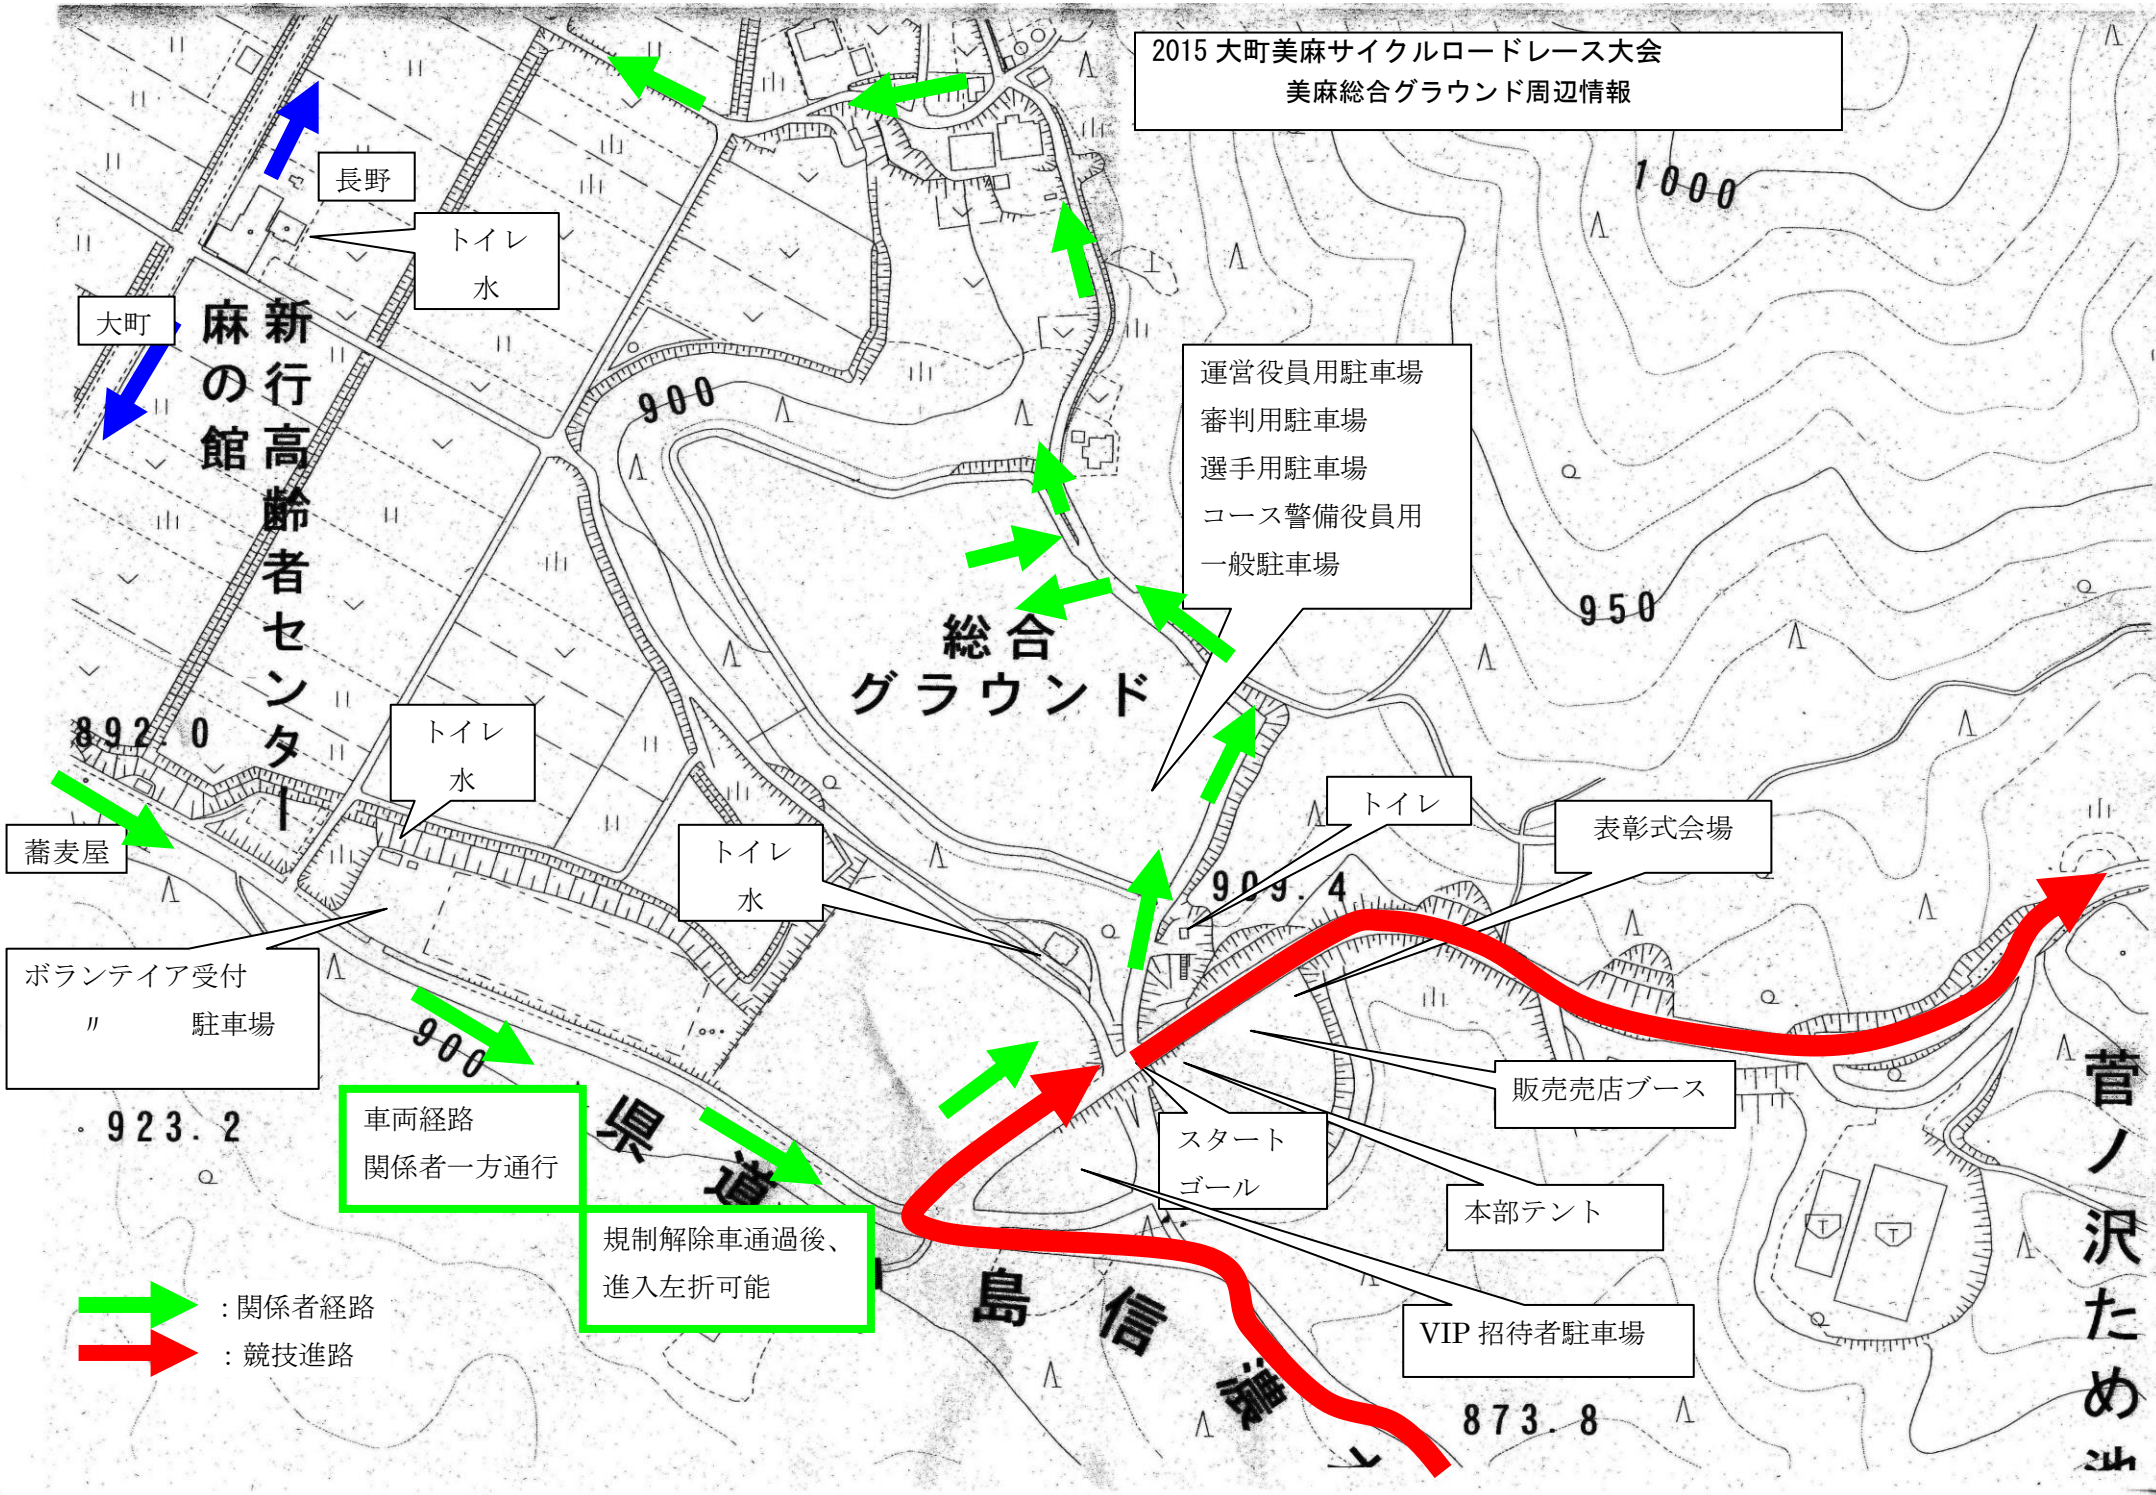 2015 大町美麻サイクルロードレース大会
美麻総合グラウンド周辺情報
1000
長野
トイレ
水
大町
新行高齢者センター
麻の館
900
運営役員用駐車場
審判用駐車場
選手用駐車場
コース警備役員用
一般駐車場
950
総合
グラウンド
892.0
トイレ
水
蕎麦屋
トイレ
水
トイレ
表彰式会場
909.4
ボランテイア受付
〃 駐車場
900
923.2
車両経路
関係者一方通行
規制解除車通過後、
進入左折可能
県道
島信濃
スタート
ゴール
販売売店ブース
本部テント
VIP 招待者駐車場
菅ノ沢ため池
873.8
：関係者経路
：競技進路